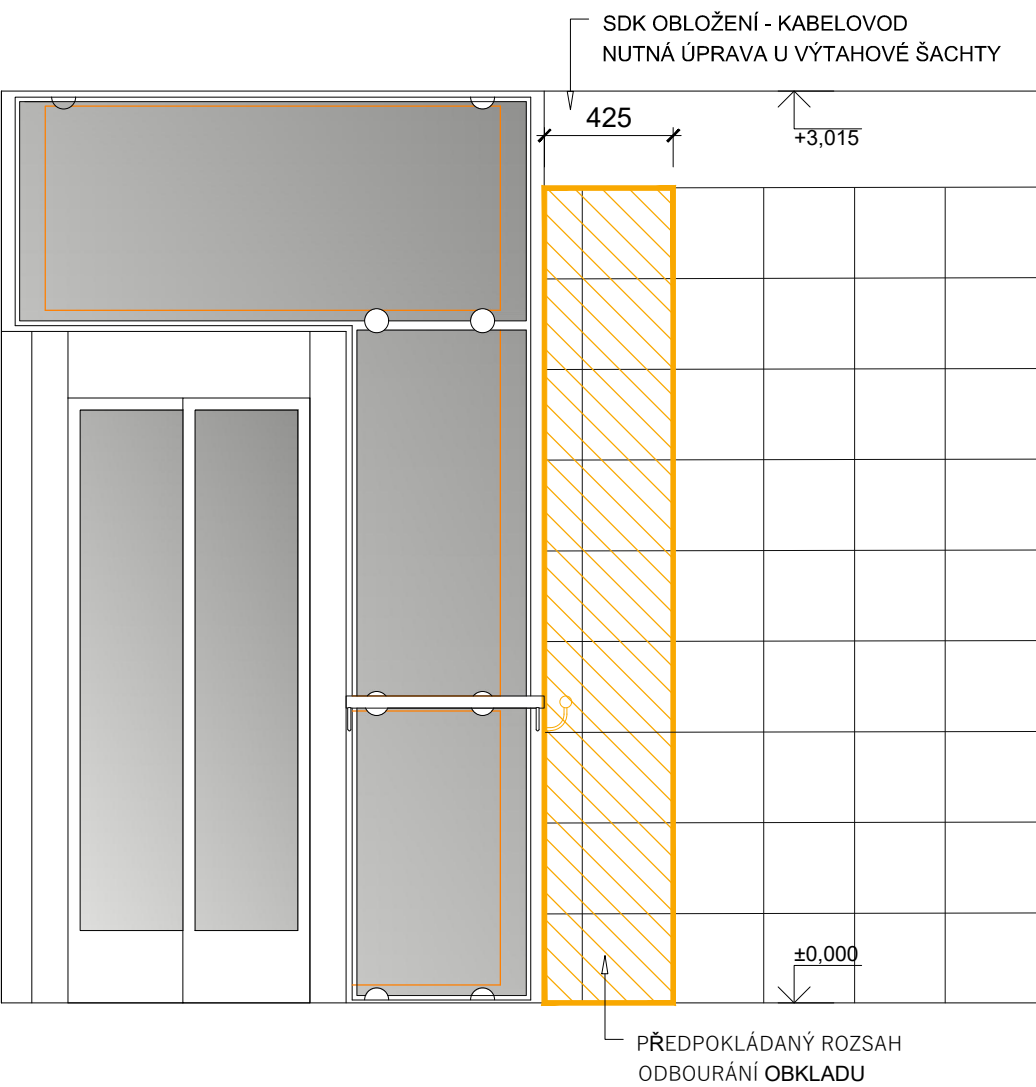 SDK OBLOŽENÍ - KABELOVOD
NUTNÁ ÚPRAVA U VÝTAHOVÉ ŠACHTY
425
+3,015
±0,000
PŘEDPOKLÁDANÝ ROZSAH
ODBOURÁNÍ OBKLADU